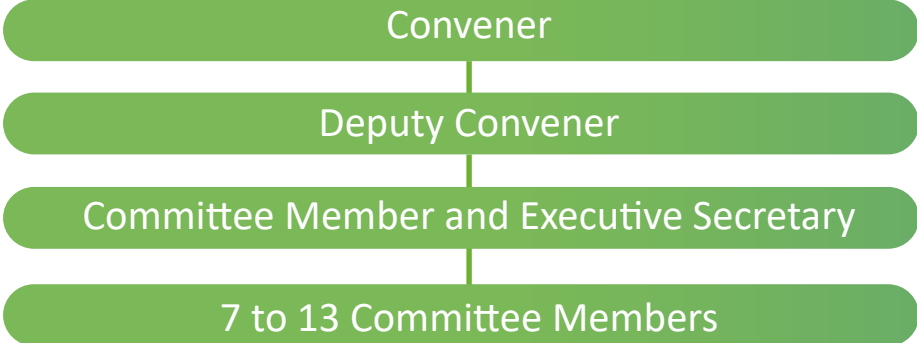 Convener
Deputy Convener
Committee Member and Executive Secretary
7 to 13 Committee Members